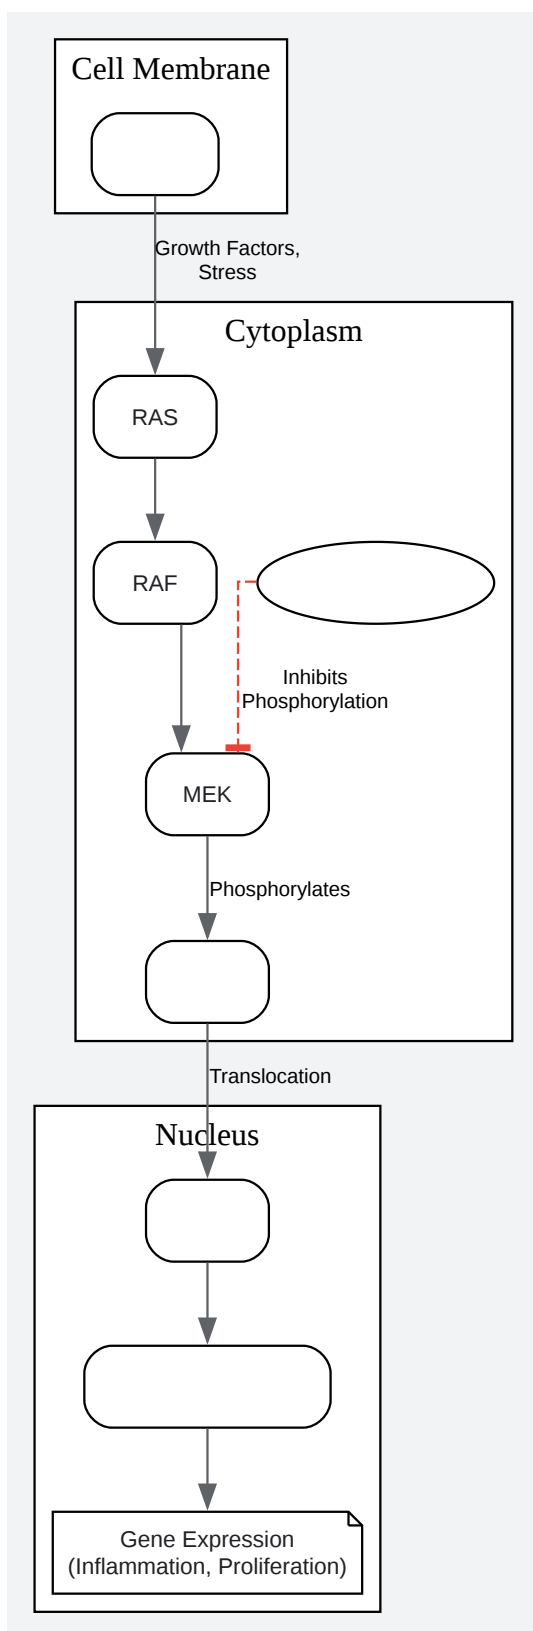 Cell Membrane
Growth Factors,
Stress
Cytoplasm
RAS
RAF
Inhibits
Phosphorylation
MEK
Phosphorylates
Translocation
Nucleus
Gene Expression
(Inflammation, Proliferation)